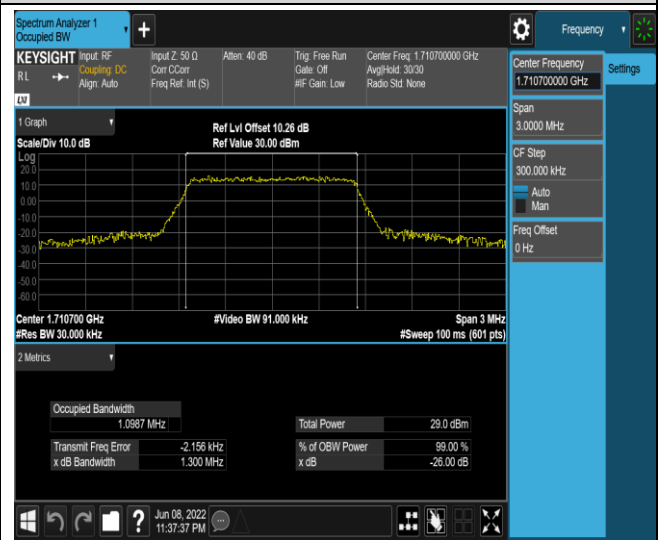 Spectrum Analyzer 1
Occupied BW
+
Frequency
KEYSIGHT Input: RF Input Z: 50 Ω Atten: 40 dB Trig: Free Run Center Freq: 1.710700000 GHz
R L Coupling: DC Corr CCorr Gate: Off Avg|Hold: 30/30
Align: Auto Freq Ref: Int (S) #IF Gain: Low Radio Std: None
LNI
Center Frequency
1.710700000 GHz
Settings
Span
3.0000 MHz
CF Step
300.000 kHz
Auto
Man
Freq Offset
0 Hz
1 Graph
Ref Lvl Offset 10.26 dB
Scale/Div 10.0 dB Ref Value 30.00 dBm
Log
20.0
10.0
0.00
-10.0
-20.0
-30.0
-40.0
-50.0
-60.0
Center 1.710700 GHz #Video BW 91.000 kHz Span 3 MHz
#Res BW 30.000 kHz #Sweep 100 ms (601 pts)
2 Metrics
Occupied Bandwidth
1.0987 MHz Total Power 29.0 dBm
Transmit Freq Error -2.156 kHz % of OBW Power 99.00 %
x dB Bandwidth 1.300 MHz x dB -26.00 dB
? Jun 08, 2022
11:37:37 PM